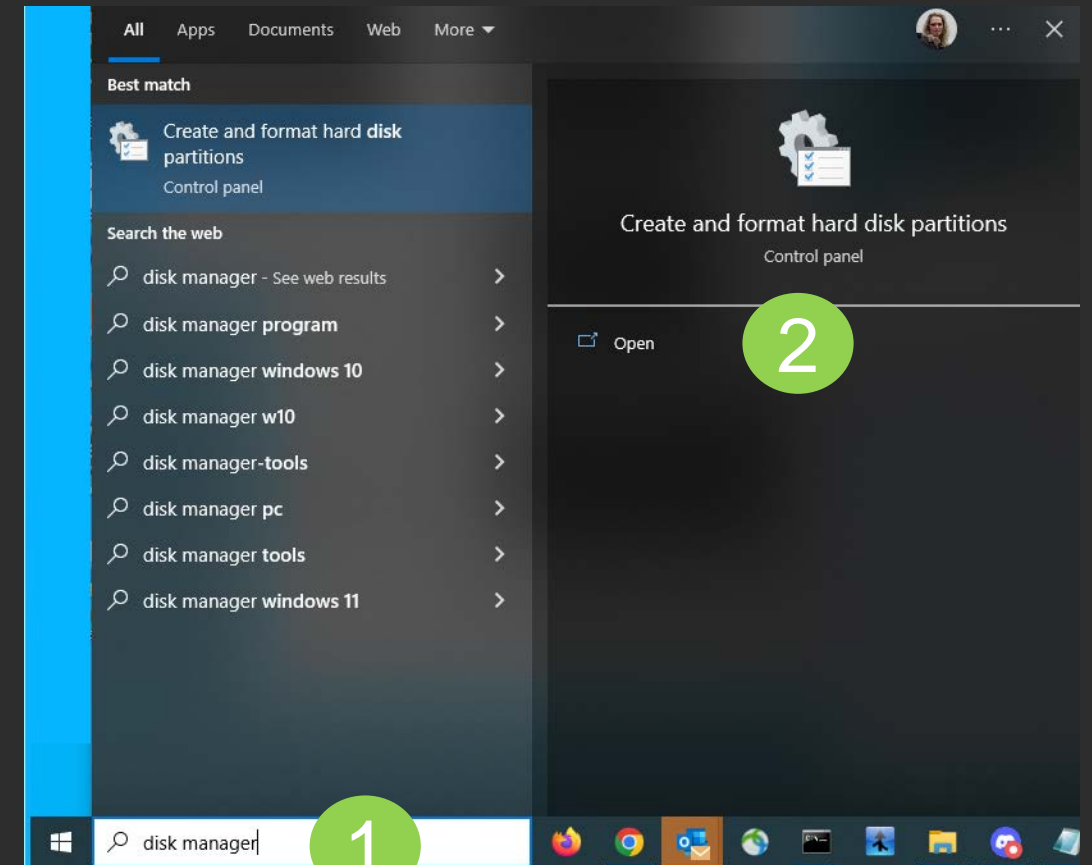 All Apps Documents Web More
Best match
Create and format hard disk
partitions
Control panel
Search the web
disk manager - See web results
disk manager program
disk manager windows 10
disk manager w10
disk manager-tools
disk manager pc
disk manager tools
disk manager windows 11
disk manager
1
Create and format hard disk partitions
Control panel
Open
2